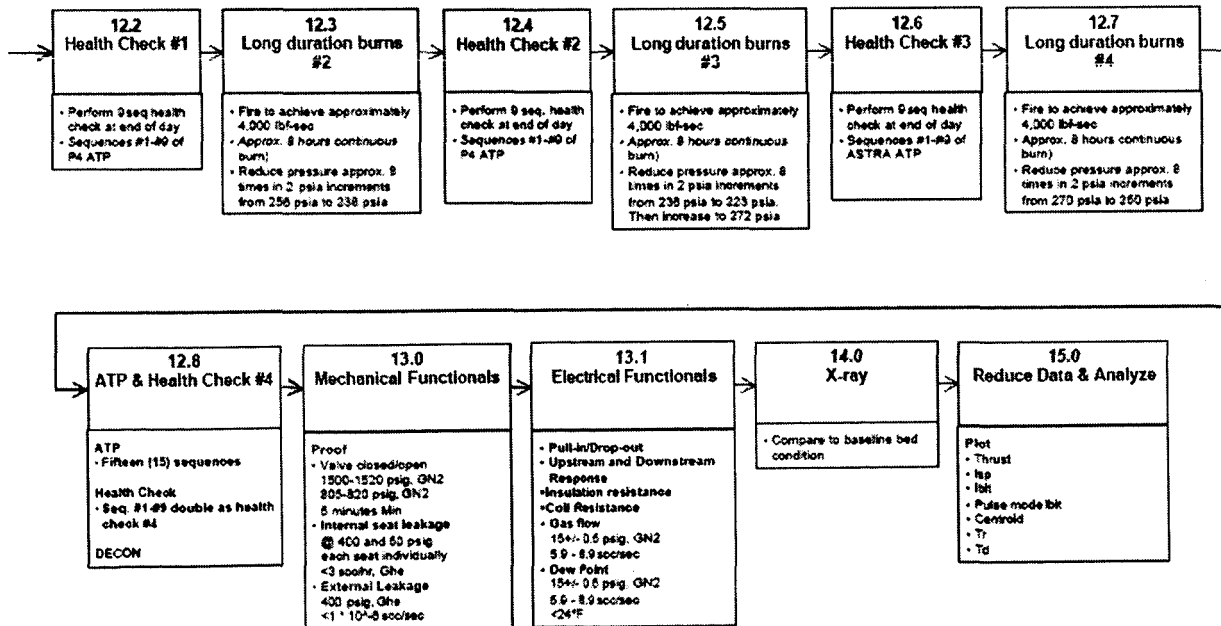 12.2
Health Check #1
· Perform 9 seq health
check at end of day
· Sequences #1-#9 of
P4 ATP
12.3
Long duration burns
#2
· Fire to achieve approximately
4,000 lbf-sec
· Approx. 8 hours continuous
burn)
· Reduce pressure approx. 8
times in 2 psia increments
from 256 psia to 238 psia
12.4
Health Check #2
· Perform 9 seq. health
check at end of day
· Sequences #1-#9 of
P4 ATP
12.5
Long duration burns
#3
· Fire to achieve approximately
4,000 lbf-sec
· Approx. 8 hours continuous
burn)
· Reduce pressure approx. 8
times in 2 psia increments
from 238 psia to 223 psia.
Then increase to 272 psia
12.6
Health Check #3
· Perform 9 seq health
check at end of day
· Sequences #1-#9 of
ASTRA ATP
12.7
Long duration burns
#4
· Fire to achieve approximately
4,000 lbf-sec
· Approx. 8 hours continuous
burn)
· Reduce pressure approx. 8
times in 2 psia increments
from 270 psia to 260 psia
12.8
ATP & Health Check #4
ATP
· Fifteen (15) sequences
Health Check
· Seq. #1-#9 double as health
check #4
DECON
13.0
Mechanical Functionals
Proof
· Valve closed/open
1500-1520 psig, GN2
805-820 psig, GN2
5 minutes Min
· Internal seat leakage
@ 400 and 50 psig
each seat individually
<3 scc/hr, Ghe
· External Leakage
400 psig, Ghe
<1 * 10^-6 scc/sec
13.1
Electrical Functionals
· Pull-in/Drop-out
· Upstream and Downstream
Response
•Insulation resistance
•Coil Resistance
· Gas flow
15+/- 0.5 psig, GN2
5.9 - 8.9 scc/sec
· Dew Point
15+/- 0.5 psig, GN2
5.9 - 8.9 scc/sec
<24°F
14.0
X-ray
· Compare to baseline bed
condition
15.0
Reduce Data & Analyze
Plot
· Thrust
· Isp
· Ibit
· Pulse mode Ibit
· Centroid
· Tr
· Td